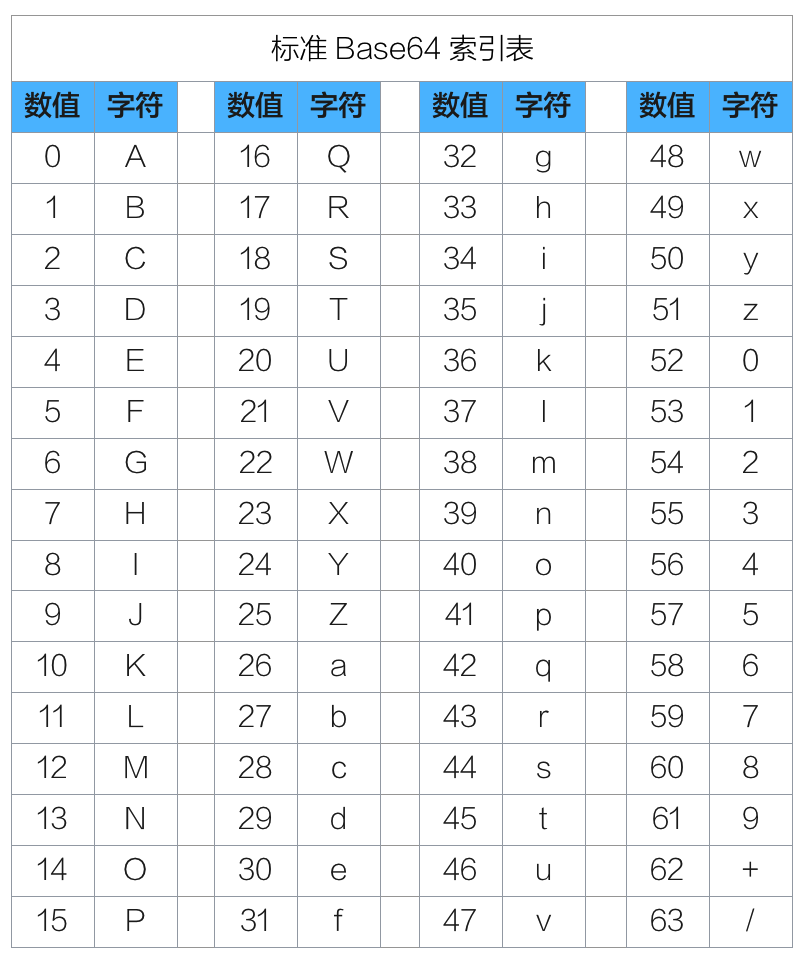 标准 Base64 索引表
数值 字符 数值 字符 数值 字符 数值 字符
0 A 16 Q 32 g 48 w
1 B 17 R 33 h 49 x
2 C 18 S 34 i 50 y
3 D 19 T 35 j 51 z
4 E 20 U 36 k 52 0
5 F 21 V 37 l 53 1
6 G 22 W 38 m 54 2
7 H 23 X 39 n 55 3
8 I 24 Y 40 o 56 4
9 J 25 Z 41 p 57 5
10 K 26 a 42 q 58 6
11 L 27 b 43 r 59 7
12 M 28 c 44 s 60 8
13 N 29 d 45 t 61 9
14 O 30 e 46 u 62 +
15 P 31 f 47 v 63 /